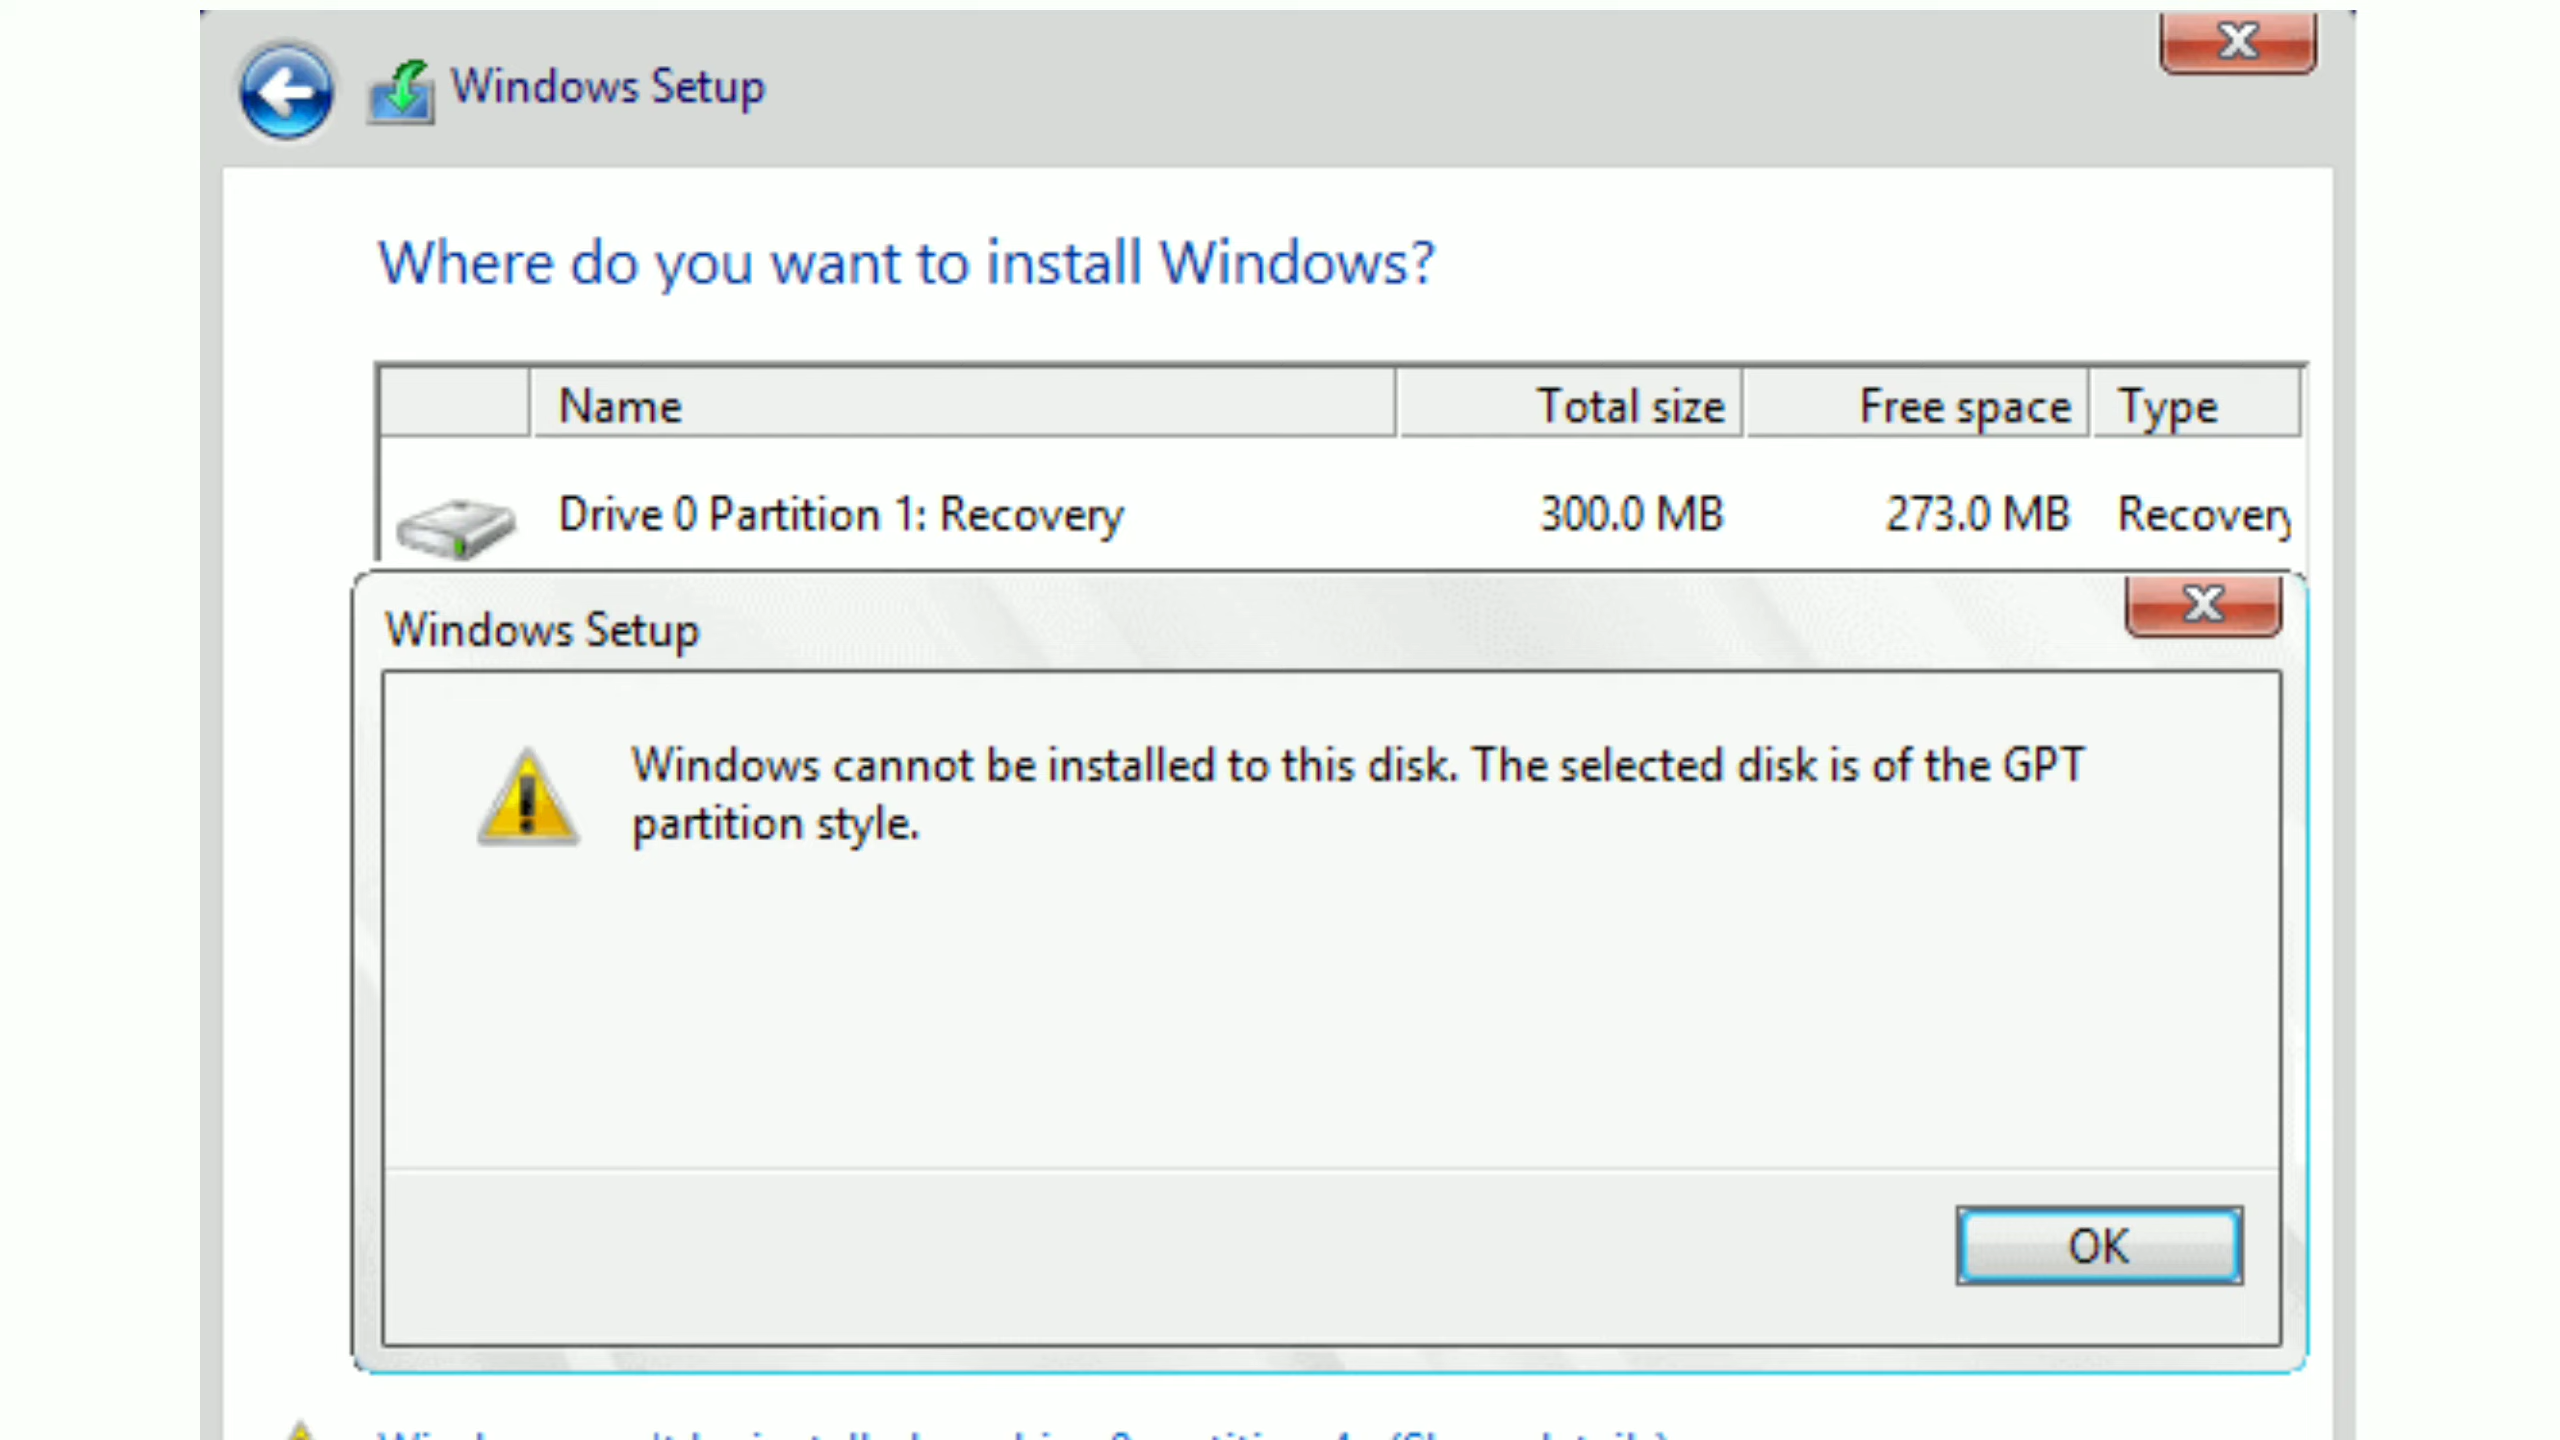 Windows Setup
Where do you want to install Windows?
Name Total size Free space Type
Drive 0 Partition 1: Recovery 300.0 MB 273.0 MB Recovery
Windows Setup
Windows cannot be installed to this disk. The selected disk is of the GPT
partition style.
OK